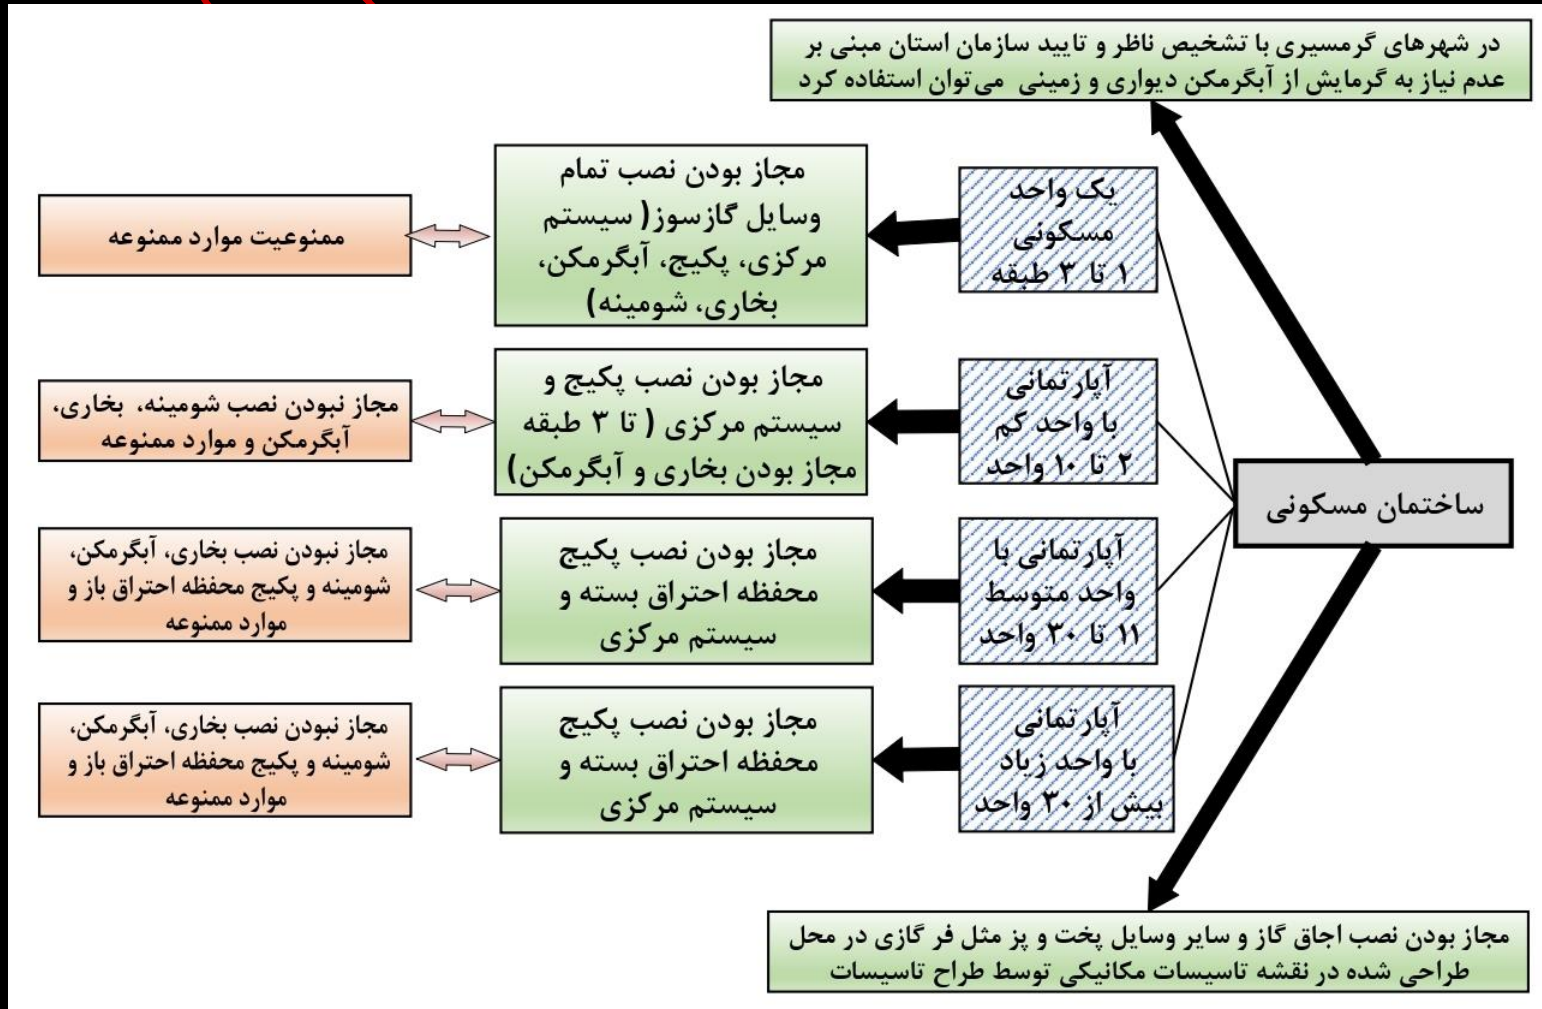 در شهرهای گرمسیری با تشخیص ناظر و تایید سازمان استان مبنی بر
عدم نیاز به گرمایش از آبگرمکن دیواری و زمینی می‌توان استفاده کرد
ساختمان مسکونی
یک واحد
مسکونی
۱ تا ۳ طبقه
مجاز بودن نصب تمام
وسایل گازسوز( سیستم
مرکزی، پکیج، آبگرمکن،
بخاری، شومینه)
ممنوعیت موارد ممنوعه
آپارتمانی
با واحد کم
۲ تا ۱۰ واحد
مجاز بودن نصب پکیج و
سیستم مرکزی ( تا ۳ طبقه
مجاز بودن بخاری و آبگرمکن)
مجاز نبودن نصب شومینه، بخاری،
آبگرمکن و موارد ممنوعه
آپارتمانی با
واحد متوسط
۱۱ تا ۳۰ واحد
مجاز بودن نصب پکیج
محفظه احتراق بسته و
سیستم مرکزی
مجاز نبودن نصب بخاری، آبگرمکن،
شومینه و پکیج محفظه احتراق باز و
موارد ممنوعه
آپارتمانی
با واحد زیاد
بیش از ۳۰ واحد
مجاز بودن نصب پکیج
محفظه احتراق بسته و
سیستم مرکزی
مجاز نبودن نصب بخاری، آبگرمکن،
شومینه و پکیج محفظه احتراق باز و
موارد ممنوعه
مجاز بودن نصب اجاق گاز و سایر وسایل پخت و پز مثل فر گازی در محل
طراحی شده در نقشه تاسیسات مکانیکی توسط طراح تاسیسات